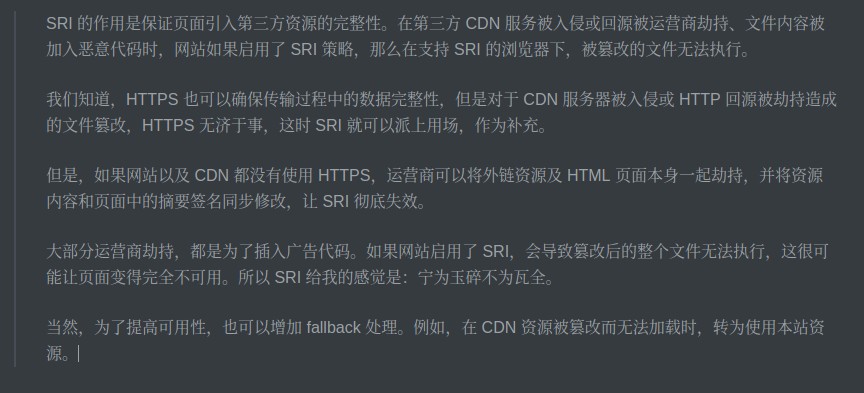 SRI 的作用是保证页面引入第三方资源的完整性。在第三方 CDN 服务被入侵或回源被运营商劫持、文件内容被
加入恶意代码时，网站如果启用了 SRI 策略，那么在支持 SRI 的浏览器下，被篡改的文件无法执行。
我们知道，HTTPS 也可以确保传输过程中的数据完整性，但是对于 CDN 服务器被入侵或 HTTP 回源被劫持造成
的文件篡改，HTTPS 无济于事，这时 SRI 就可以派上用场，作为补充。
但是，如果网站以及 CDN 都没有使用 HTTPS，运营商可以将外链资源及 HTML 页面本身一起劫持，并将资源
内容和页面中的摘要签名同步修改，让 SRI 彻底失效。
大部分运营商劫持，都是为了插入广告代码。如果网站启用了 SRI，会导致篡改后的整个文件无法执行，这很可
能让页面变得完全不可用。所以 SRI 给我的感觉是：宁为玉碎不为瓦全。
当然，为了提高可用性，也可以增加 fallback 处理。例如，在 CDN 资源被篡改而无法加载时，转为使用本站资
源。